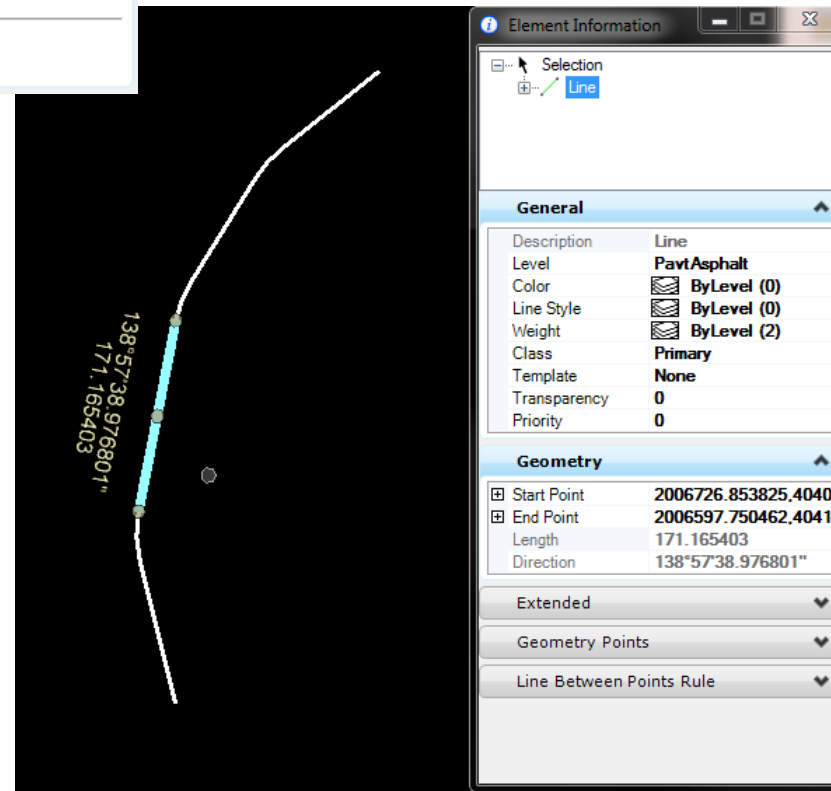 Element Information
Selection
Line
General
Description Line
Level PavtAsphalt
Color ByLevel (0)
Line Style ByLevel (0)
Weight ByLevel (2)
Class Primary
Template None
Transparency 0
Priority 0
Geometry
Start Point 2006726.853825,4040
End Point 2006597.750462,4041
Length 171.165403
Direction 138°57'38.976801"
Extended
Geometry Points
Line Between Points Rule
138°57'38.976801"
171.165403